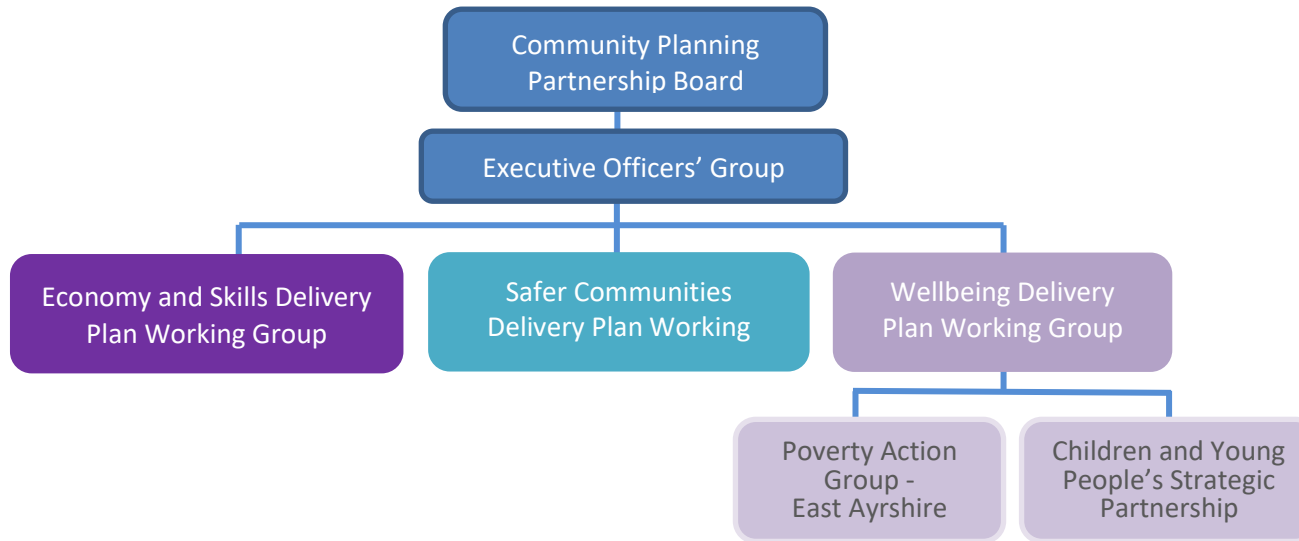 Community Planning
Partnership Board
Executive Officers’ Group
Economy and Skills Delivery
Plan Working Group
Safer Communities
Delivery Plan Working
Wellbeing Delivery
Plan Working Group
Poverty Action
Group -
East Ayrshire
Children and Young
People’s Strategic
Partnership